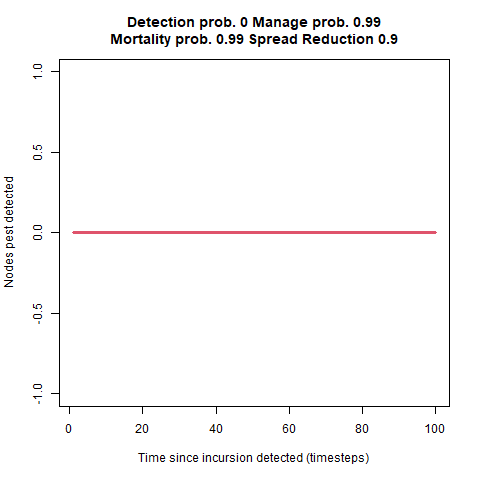 Detection prob. 0 Manage prob. 0.99
Mortality prob. 0.99 Spread Reduction 0.9
Nodes pest detected
1.0
0.5
0.0
-0.5
-1.0
0 20 40 60 80 100
Time since incursion detected (timesteps)